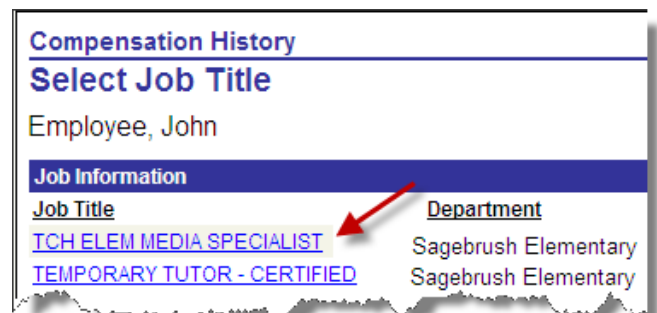 Compensation History
Select Job Title
Employee, John
Job Information
Job Title Department
TCH ELEM MEDIA SPECIALIST Sagebrush Elementary
TEMPORARY TUTOR - CERTIFIED Sagebrush Elementary